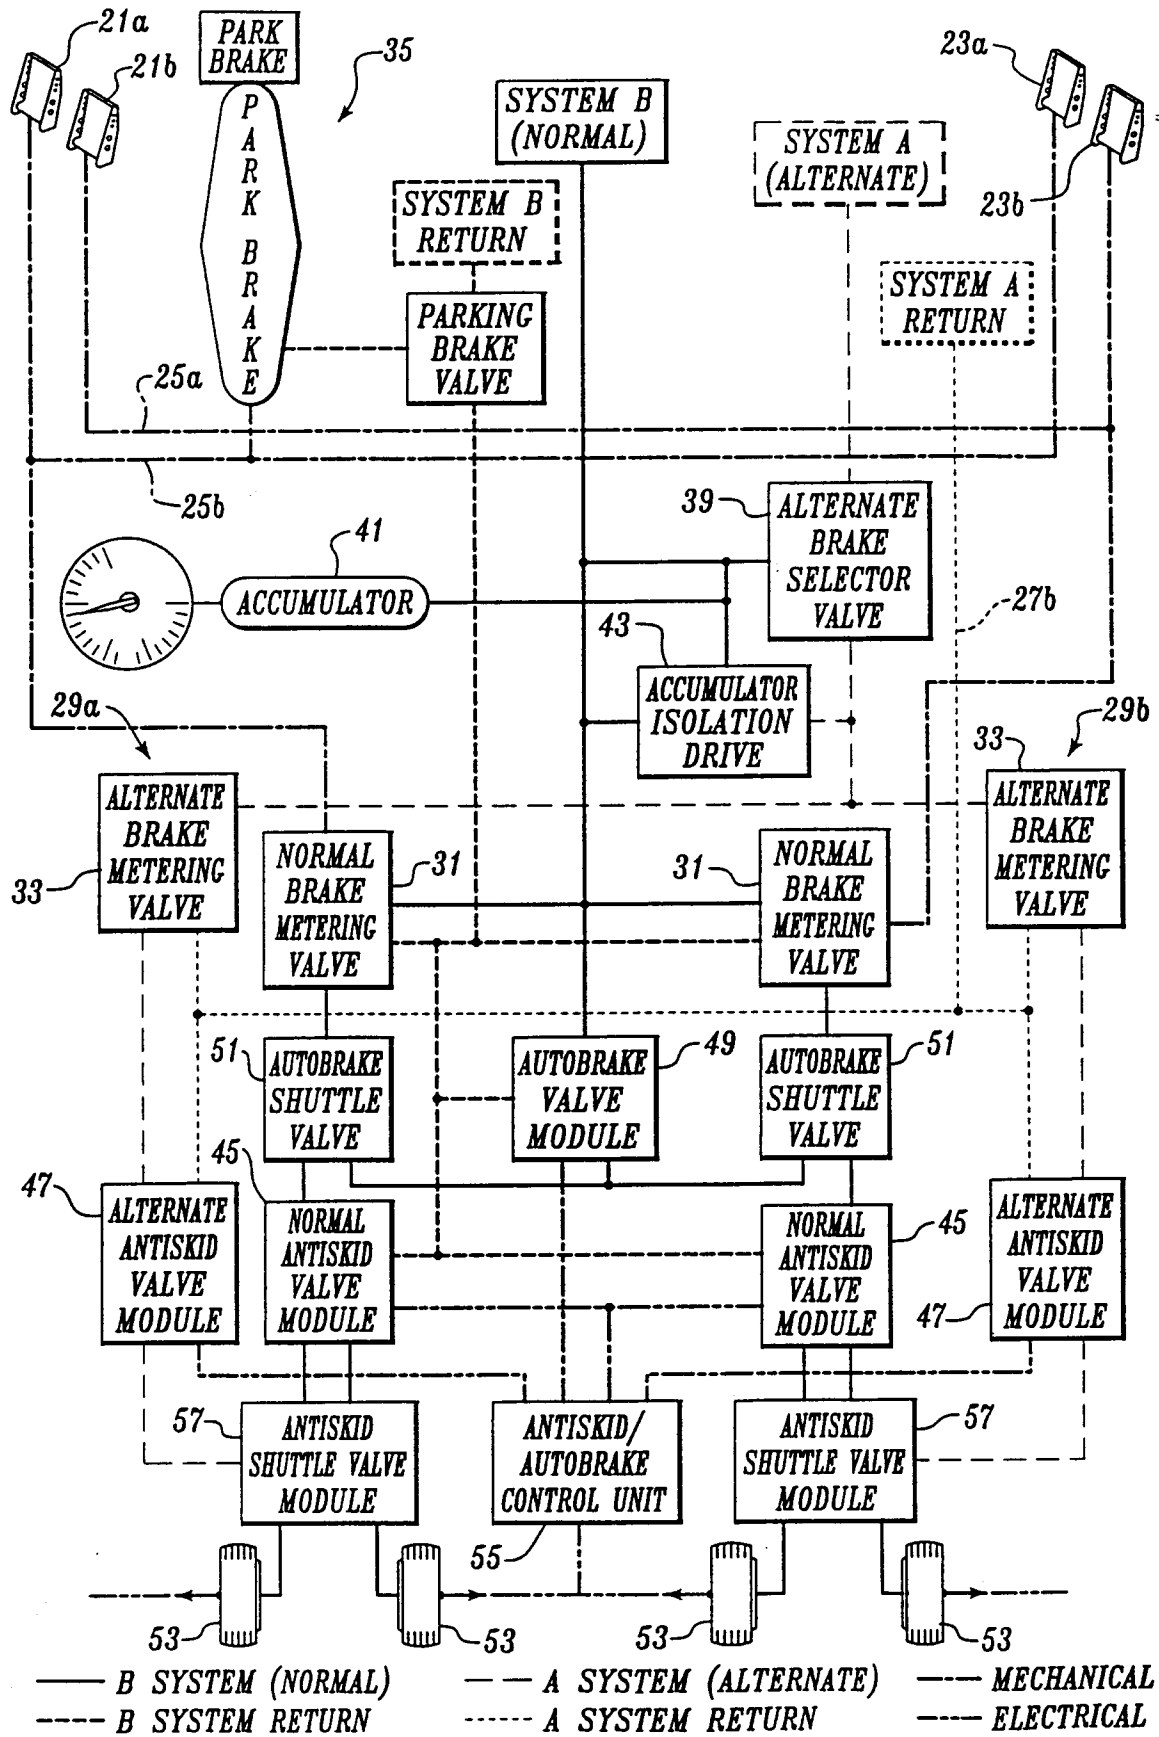 21a
21b
PARK
BRAKE
35
23a
SYSTEM B
(NORMAL)
SYSTEM A
(ALTERNATE)
23b
P
A
R
K
B
R
A
K
E
SYSTEM B
RETURN
PARKING
BRAKE
VALVE
SYSTEM A
RETURN
25a
25b
39
ALTERNATE
BRAKE
SELECTOR
VALVE
41
ACCUMULATOR
27b
43
ACCUMULATOR
ISOLATION
DRIVE
29a
29b
33
ALTERNATE
BRAKE
METERING
VALVE
33
NORMAL
BRAKE
METERING
VALVE
31
31
NORMAL
BRAKE
METERING
VALVE
ALTERNATE
BRAKE
METERING
VALVE
51
AUTOBRAKE
SHUTTLE
VALVE
AUTOBRAKE
VALVE
MODULE
49
AUTOBRAKE
SHUTTLE
VALVE
51
45
47
ALTERNATE
ANTISKID
VALVE
MODULE
NORMAL
ANTISKID
VALVE
MODULE
NORMAL
ANTISKID
VALVE
MODULE
45
ALTERNATE
ANTISKID
VALVE
MODULE
47
57
ANTISKID
SHUTTLE VALVE
MODULE
ANTISKID/
AUTOBRAKE
CONTROL UNIT
55
ANTISKID
SHUTTLE VALVE
MODULE
57
53
53
53
53
B SYSTEM (NORMAL)
A SYSTEM (ALTERNATE)
MECHANICAL
B SYSTEM RETURN
A SYSTEM RETURN
ELECTRICAL